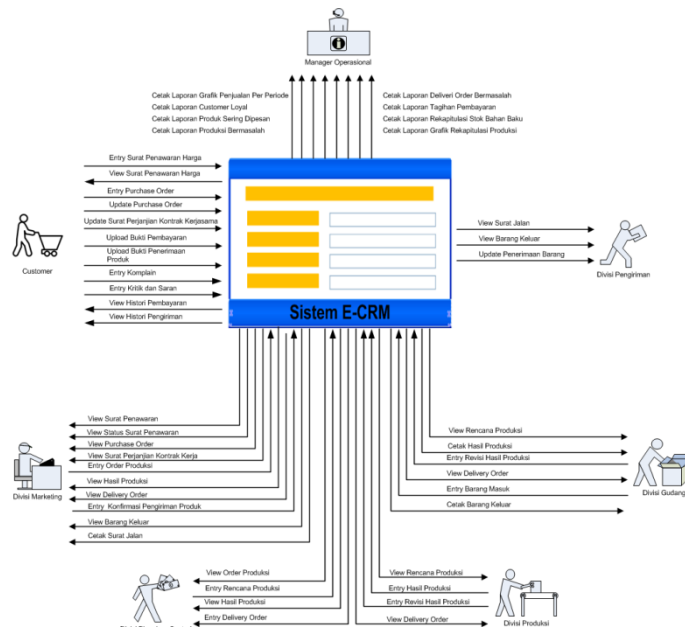 Manager Operasional
Cetak Laporan Grafik Penjualan Per Periode
Cetak Laporan Customer Loyal
Cetak Laporan Produk Sering Dipesan
Cetak Laporan Produksi Bermasalah
Cetak Laporan Deliveri Order Bermasalah
Cetak Laporan Tagihan Pembayaran
Cetak Laporan Rekapitulasi Stok Bahan Baku
Cetak Laporan Grafik Rekapitulasi Produksi
Entry Surat Penawaran Harga
View Surat Penawaran Harga
Entry Purchase Order
Update Purchase Order
Update Surat Perjanjian Kontrak Kerjasama
Upload Bukti Pembayaran
Upload Bukti Penerimaan
Produk
Entry Komplain
Entry Kritik dan Saran
View Histori Pembayaran
View Histori Pengiriman
Customer
Sistem E-CRM
View Surat Jalan
View Barang Keluar
Update Penerimaan Barang
Divisi Pengiriman
View Surat Penawaran
View Status Surat Penawaran
View Purchase Order
View Surat Perjanjian Kontrak Kerja
Entry Order Produksi
View Hasil Produksi
View Delivery Order
Entry Konfirmasi Pengiriman Produk
View Barang Keluar
Cetak Surat Jalan
Divisi Marketing
View Rencana Produksi
Cetak Hasil Produksi
Entry Revisi Hasil Produksi
View Delivery Order
Entry Barang Masuk
Cetak Barang Keluar
Divisi Gudang
View Order Produksi
Entry Rencana Produksi
View Hasil Produksi
Entry Delivery Order
View Rencana Produksi
Entry Hasil Produksi
Entry Revisi Hasil Produksi
View Delivery Order
Divisi Produksi